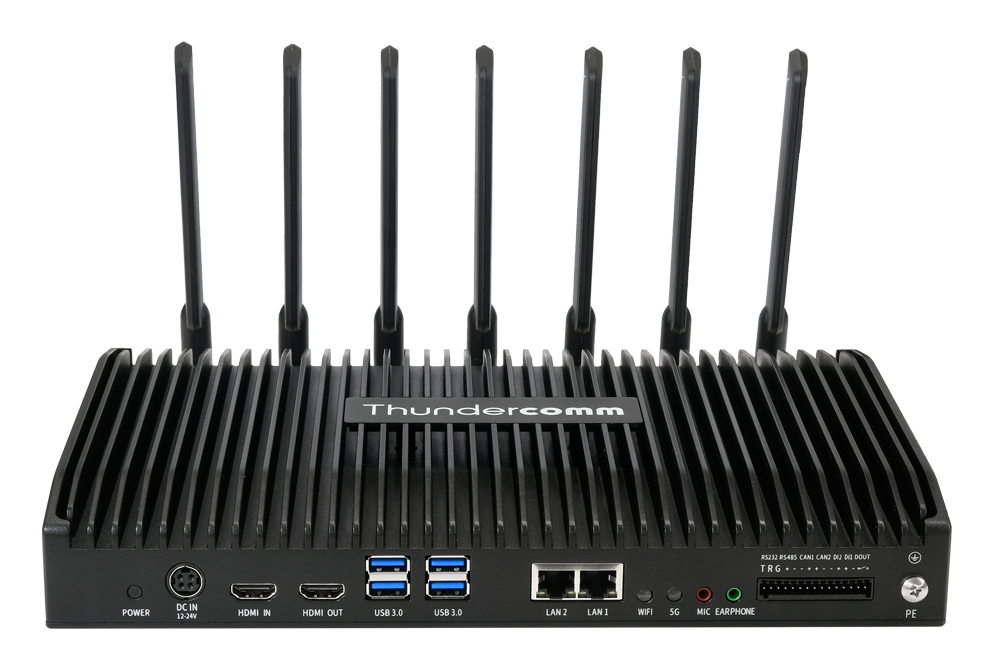 Thundercomm
RS232 RS485 CAN1 CAN2 DI2 DI1 DOUT
T R G + - - + + - - + + -
POWER
DC IN
12-24V
HDMI IN
HDMI OUT
USB 3.0
USB 3.0
LAN 2
LAN 1
WIFI
5G
MIC
EARPHONE
PE